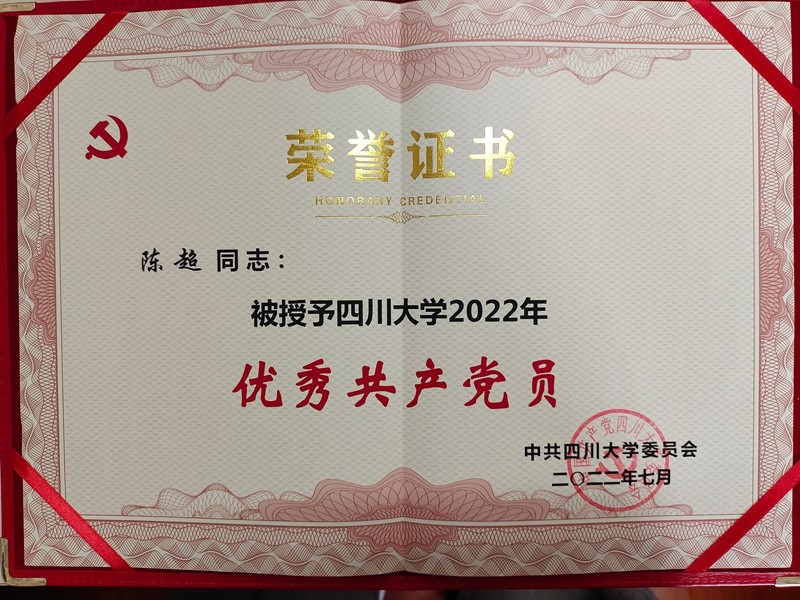 荣誉证书
HONORARY CREDENTIAL
陈超 同志：
被授予四川大学2022年
优秀共产党员
中共四川大学委员会
二〇二二年七月